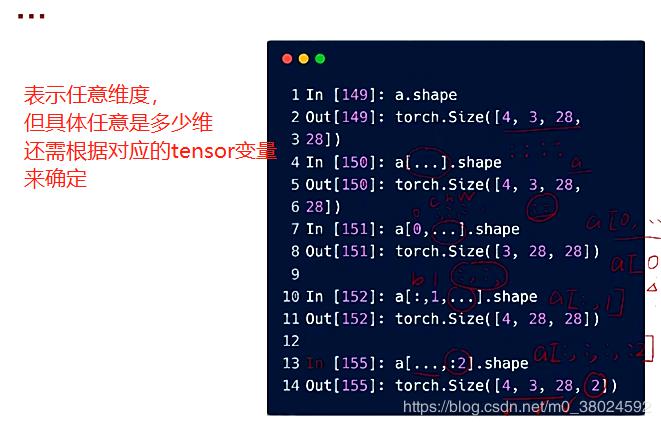 ...
表示任意维度，
但具体任意是多少维
还需根据对应的tensor变量
来确定
1 In [149]: a.shape
2 Out[149]: torch.Size([4, 3, 28,
3 28])
4 In [150]: a[...].shape
5 Out[150]: torch.Size([4, 3, 28,
6 28])
7 In [151]: a[0,...].shape
8 Out[151]: torch.Size([3, 28, 28])
9
10 In [152]: a[:,1,...].shape
11 Out[152]: torch.Size([4, 28, 28])
12
13 In [155]: a[...,:2].shape
14 Out[155]: torch.Size([4, 3, 28, 2])
a
a[0,
a[0
a[:,1]
a[:,:,:,:2]
https://blog.csdn.net/m0_38024592